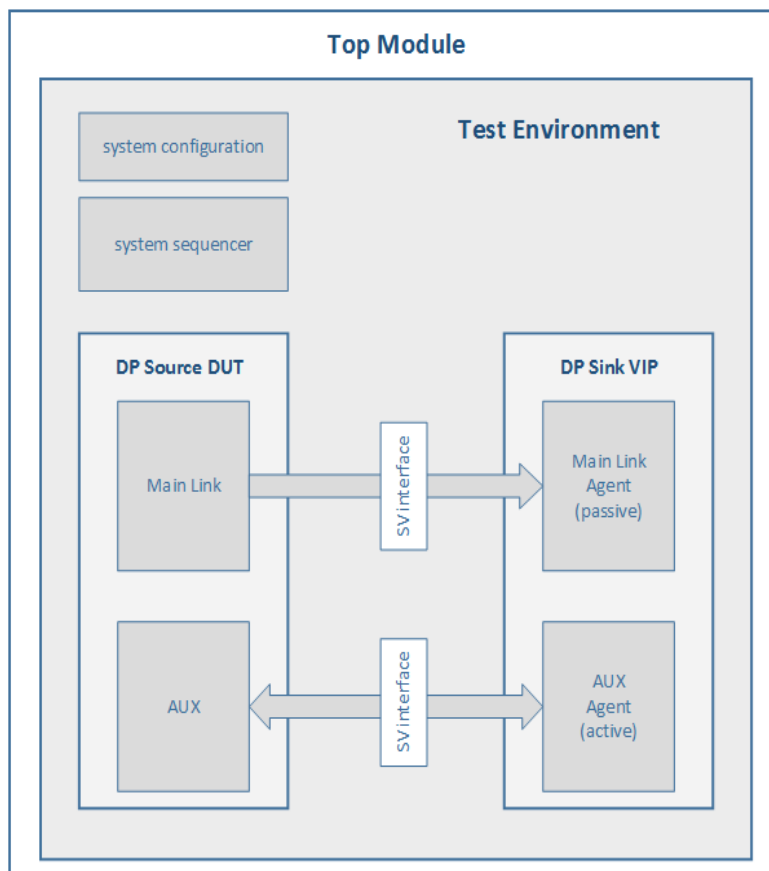 Top Module
Test Environment
system configuration
system sequencer
DP Source DUT
DP Sink VIP
Main Link
SV interface
Main Link
Agent
(passive)
AUX
SV interface
AUX
Agent
(active)